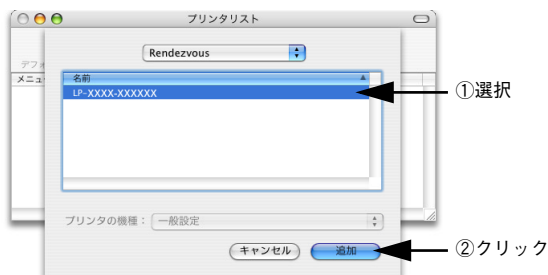 プリンタリスト
Rendezvous
デフォ
メニュ
名前
LP-XXXX-XXXXXX
①選択
プリンタの機種： 一般設定
キャンセル 追加
②クリック